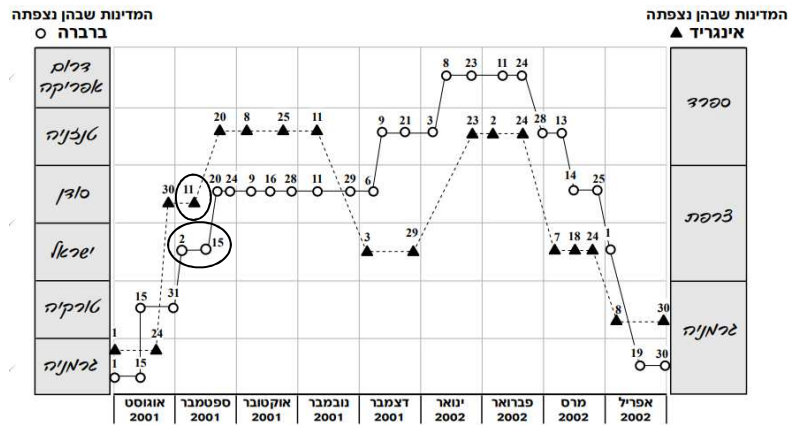 המדינות שבהן נצפתה
ברברה
המדינות שבהן נצפתה
אינגריד
דרום
אפריקה
טנזניה
סודן
ישראל
טורקיה
גרמניה
ספרד
צרפת
גרמניה
8 23 11 24
20 8 25 11 9 21 3 23 2 24 28 13
30 11 20 24 9 16 28 11 29 6 14 25
2 15 3 29 7 18 24 1
15 31 8 30
1 24
1 15 19 30
אוגוסט ספטמבר אוקטובר נובמבר דצמבר ינואר פברואר מרס אפריל
2001 2001 2001 2001 2001 2002 2002 2002 2002